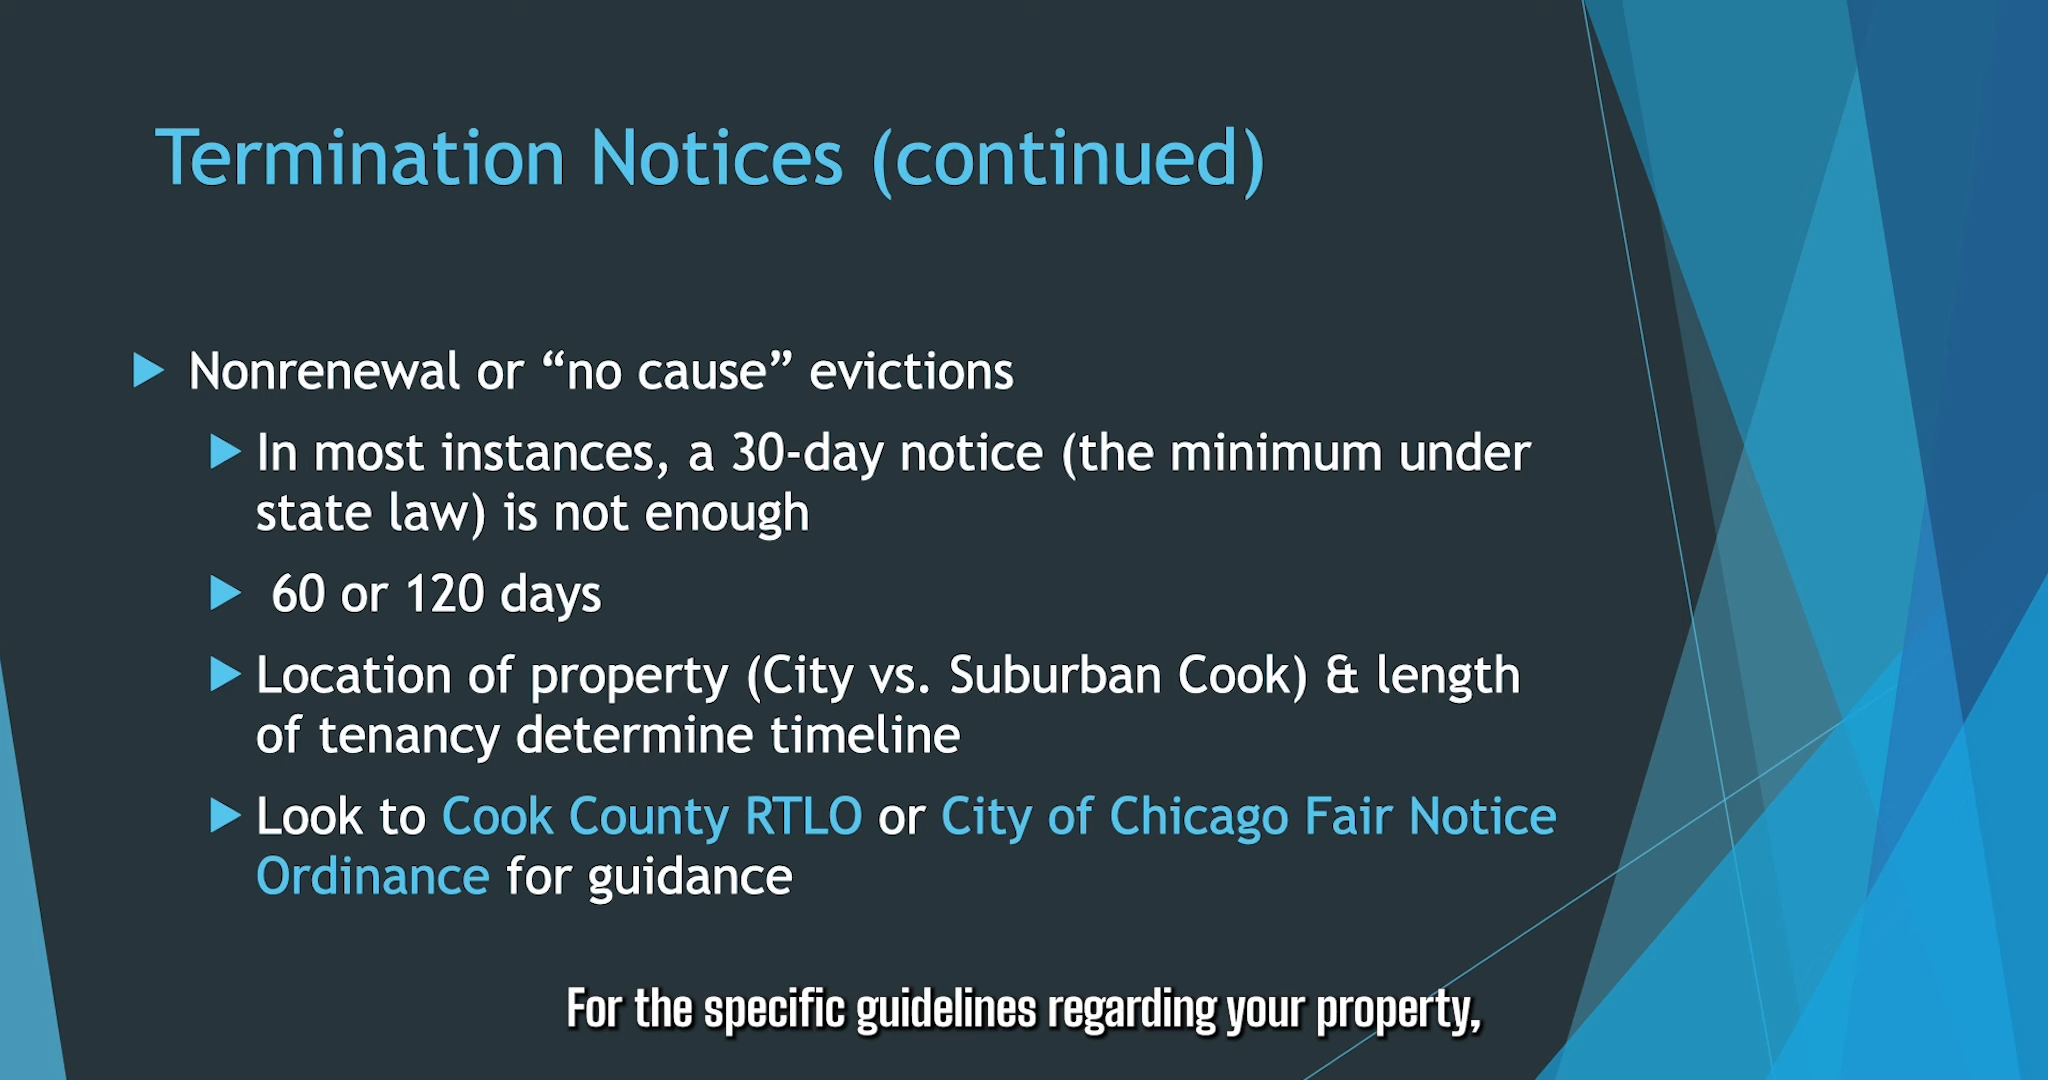 Termination Notices (continued)
Nonrenewal or “no cause” evictions
In most instances, a 30-day notice (the minimum under
state law) is not enough
60 or 120 days
Location of property (City vs. Suburban Cook) & length
of tenancy determine timeline
Look to Cook County RTLO or City of Chicago Fair Notice
Ordinance for guidance
For the specific guidelines regarding your property,